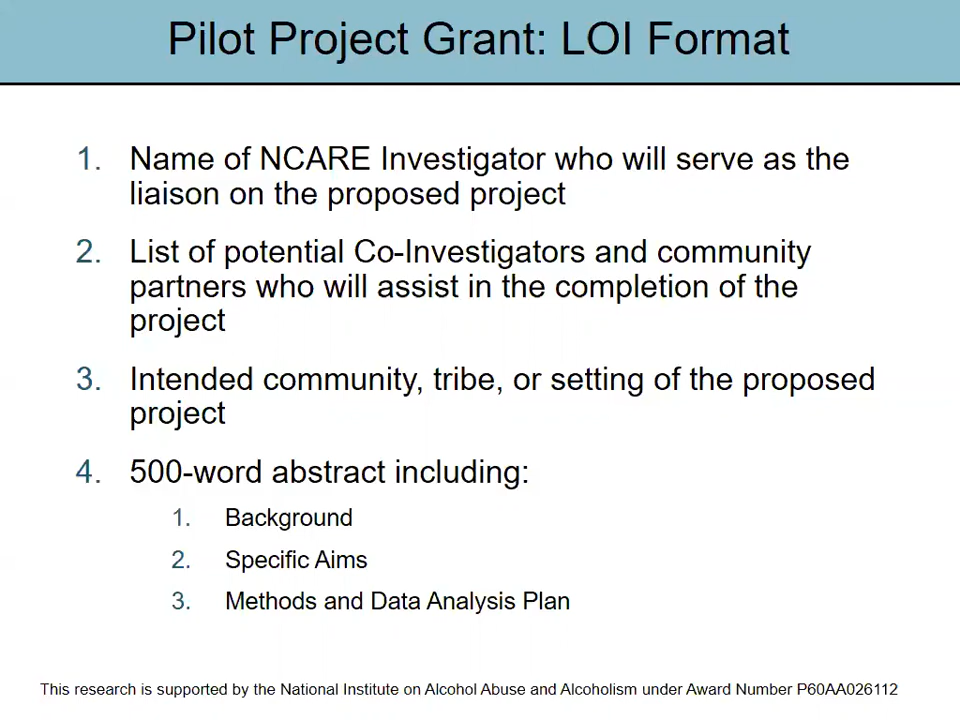 Pilot Project Grant: LOI Format
1. Name of NCARE Investigator who will serve as the
liaison on the proposed project
2. List of potential Co-Investigators and community
partners who will assist in the completion of the
project
3. Intended community, tribe, or setting of the proposed
project
4. 500-word abstract including:
1. Background
2. Specific Aims
3. Methods and Data Analysis Plan
This research is supported by the National Institute on Alcohol Abuse and Alcoholism under Award Number P60AA026112